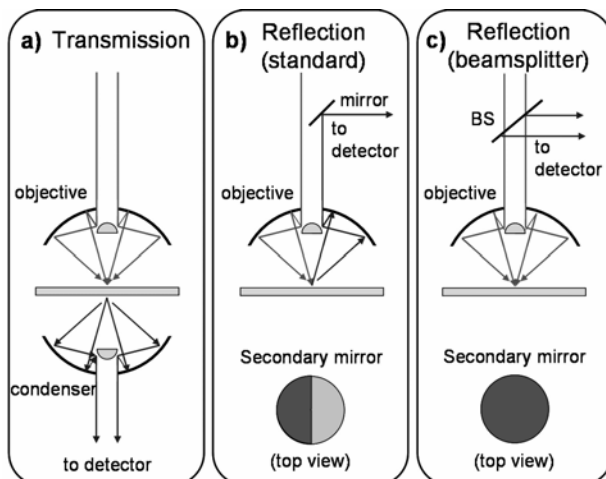 a) Transmission
objective
condenser
to detector
b) Reflection
(standard)
mirror
to
detector
objective
Secondary mirror
(top view)
c) Reflection
(beamsplitter)
BS
to
detector
objective
Secondary mirror
(top view)